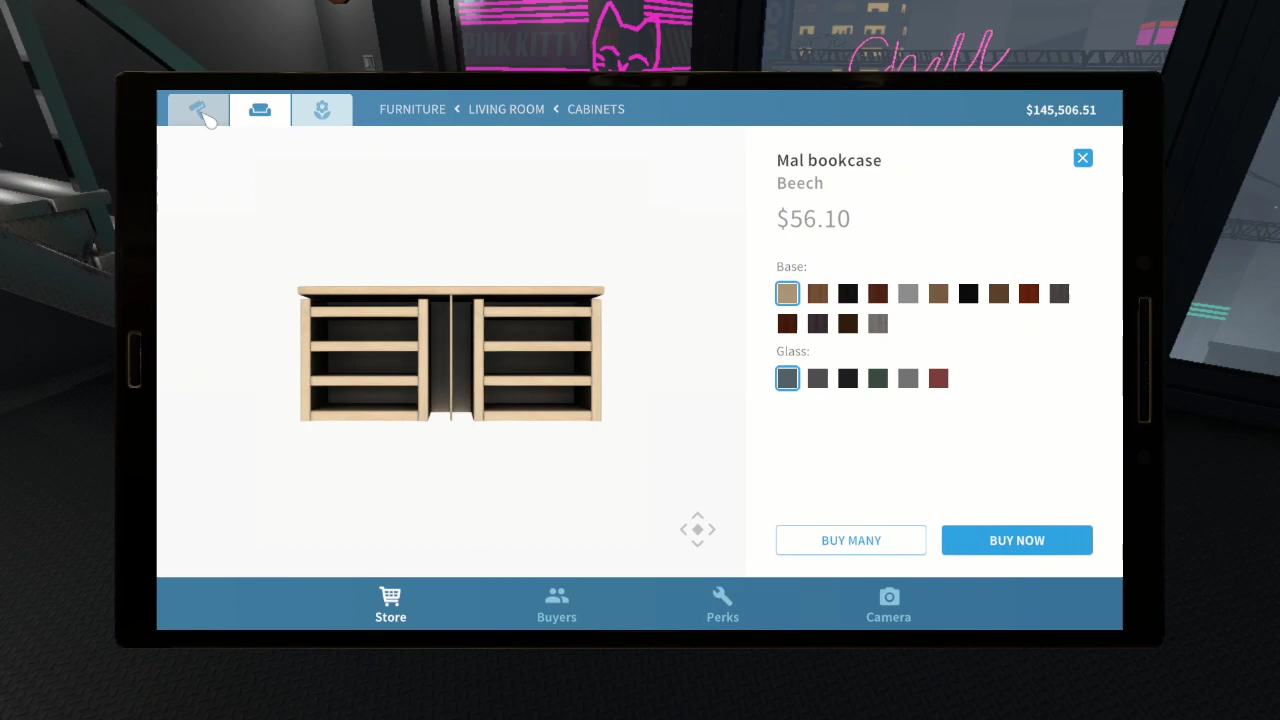 PINK KITTY
Chill
FURNITURE < LIVING ROOM < CABINETS
$145,506.51
Mal bookcase
Beech
$56.10
Base:
Glass:
BUY MANY
BUY NOW
Store
Buyers
Perks
Camera